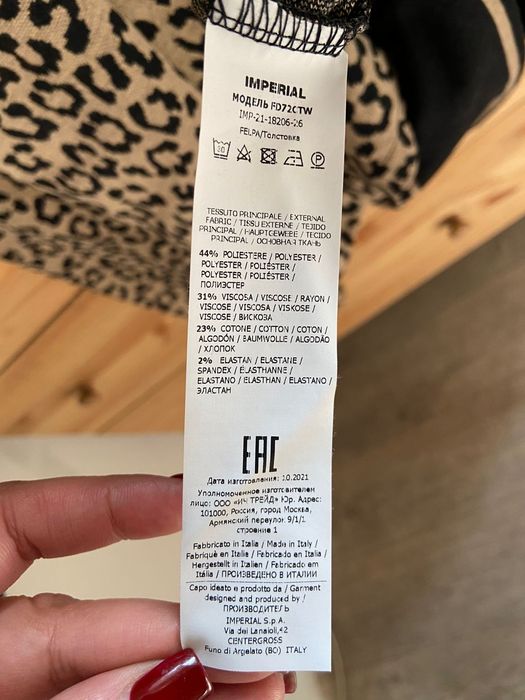 IMPERIAL
МОДЕЛЬ FD72CTW
IMP-21-18206-26
FELPA/Толстовка
30
P
TESSUTO PRINCIPALE / EXTERNAL
FABRIC / TISSU EXTERNE / TEJIDO
PRINCIPAL / HAUPTGEWEBE / TECIDO
PRINCIPAL / ОСНОВНАЯ ТКАНЬ
44% POLIESTERE / POLYESTER /
POLYESTER / POLIÉSTER /
POLYESTER / POLIÉSTER /
ПОЛИЭСТЕР
31% VISCOSA / VISCOSE / RAYON /
VISCOSE / VISCOSA / VISKOSE /
VISCOSE / ВИСКОЗА
23% COTONE / COTTON / COTON /
ALGODÓN / BAUMWOLLE / ALGODÃO
/ ХЛОПОК
2% ELASTAN / ELASTANE /
SPANDEX / ÉLASTHANNE /
ELASTANO / ELASTHAN / ELASTANO /
ЭЛАСТАН
EAC
Дата изготовления: 10.2021
Уполномоченное изготовителем
лицо: ООО «ИЧ ТРЕЙД» Юр. Адрес:
101000, Россия, город Москва,
Армянский переулок 9/1/1
строение 1
Fabbricato in Italia / Made in Italy /
Fabriqué en Italie / Fabricado en Italia /
Hergestellt in Italien / Fabricado em
Itália / ПРОИЗВЕДЕНО В ИТАЛИИ
Capo ideato e prodotto da / Garment
designed and produced by /
ПРОИЗВОДИТЕЛЬ
IMPERIAL S.p.A.
Via dei Lanaioli,42
CENTERGROSS
Funo di Argelato (BO) ITALY